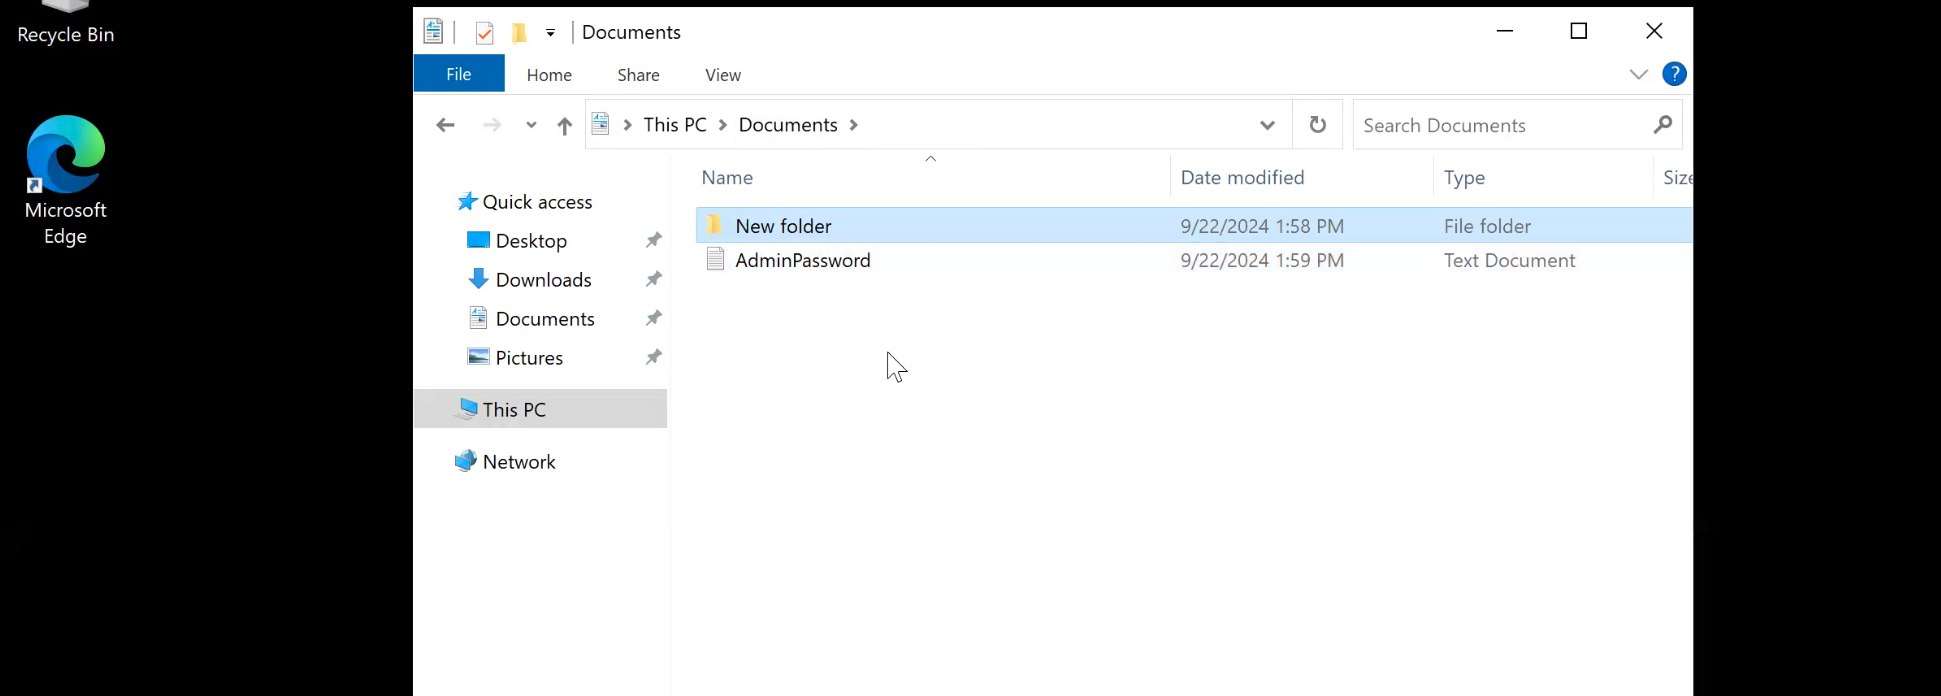 Recycle Bin
Microsoft
Edge
Documents
File Home Share View
?
This PC Documents
Search Documents
Name Date modified Type Size
Quick access
Desktop
Downloads
Documents
Pictures
This PC
Network
New folder 9/22/2024 1:58 PM File folder
AdminPassword 9/22/2024 1:59 PM Text Document